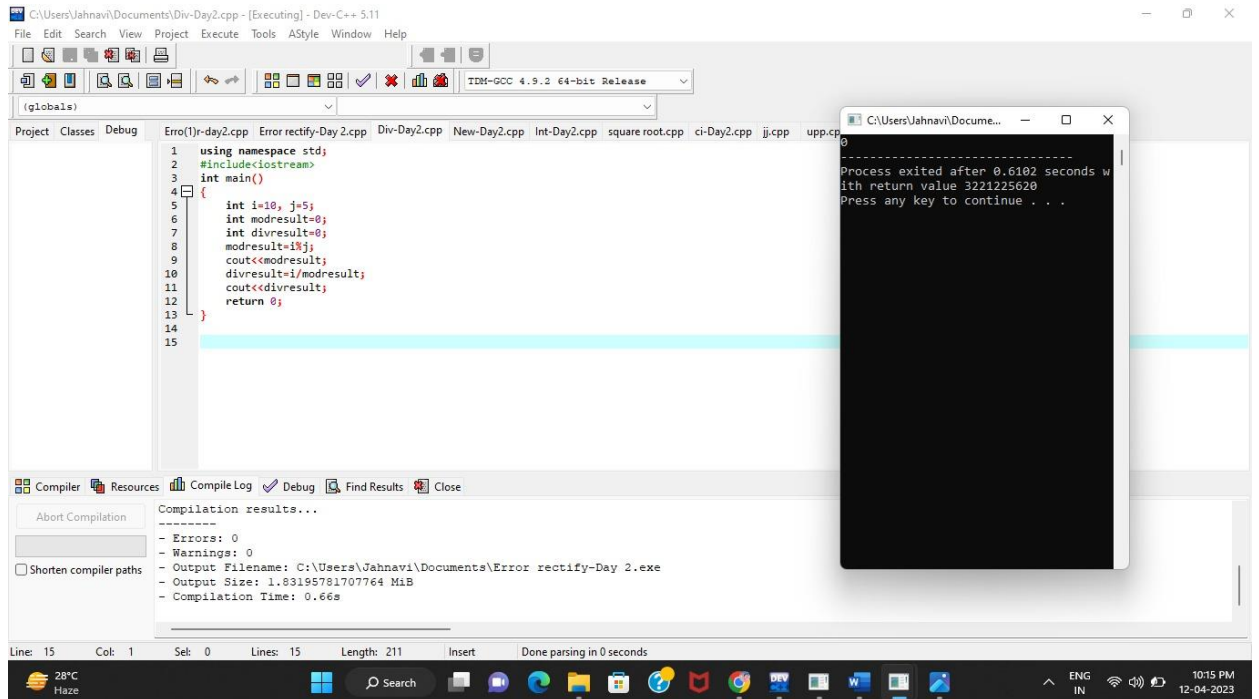 C:\Users\Jahnavi\Documents\Div-Day2.cpp - [Executing] - Dev-C++ 5.11
File Edit Search View Project Execute Tools AStyle Window Help
TDM-GCC 4.9.2 64-bit Release
(globals)
Project Classes Debug
Erro(1)r-day2.cpp Error rectify-Day 2.cpp Div-Day2.cpp New-Day2.cpp Int-Day2.cpp square root.cpp ci-Day2.cpp jj.cpp upp.cp
1 using namespace std;
2 #include<iostream>
3 int main()
4 {
5 int i=10, j=5;
6 int modresult=0;
7 int divresult=0;
8 modresult=i%j;
9 cout<<modresult;
10 divresult=i/modresult;
11 cout<<divresult;
12 return 0;
13 }
14
15
C:\Users\Jahnavi\Docume...
0
--------------------------------
Process exited after 0.6102 seconds w
ith return value 3221225620
Press any key to continue . . .
Compiler Resources Compile Log Debug Find Results Close
Abort Compilation
Shorten compiler paths
Compilation results...
--------
- Errors: 0
- Warnings: 0
- Output Filename: C:\Users\Jahnavi\Documents\Error rectify-Day 2.exe
- Output Size: 1.83195781707764 MiB
- Compilation Time: 0.66s
Line: 15 Col: 1 Sel: 0 Lines: 15 Length: 211 Insert Done parsing in 0 seconds
28°C
Haze
Search
DEV
W
ENG
IN
10:15 PM
12-04-2023